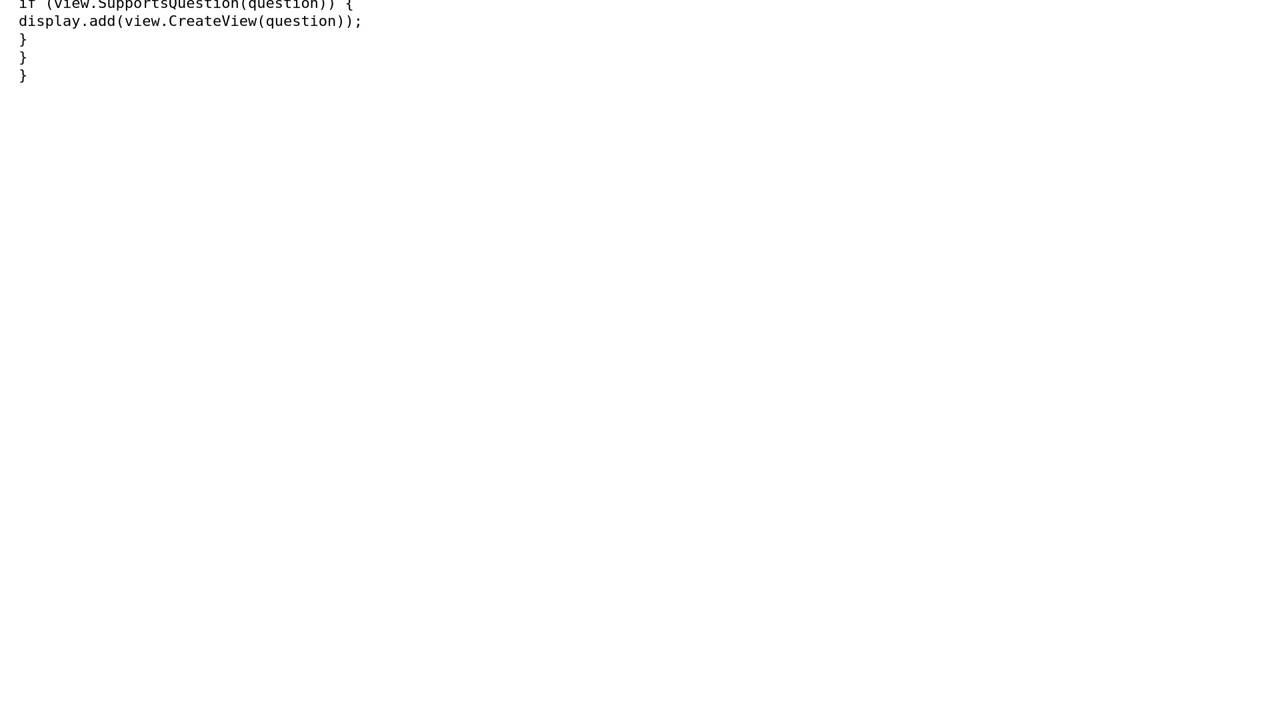 if (view.SupportsQuestion(question)) {
display.add(view.CreateView(question));
}
}
}